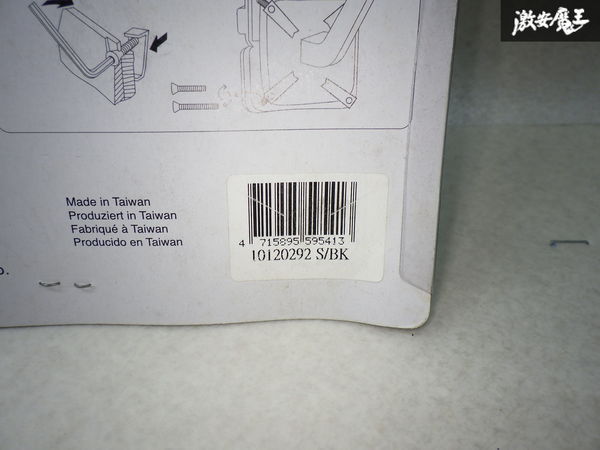 激安魔王
Made in Taiwan
Produziert in Taiwan
Fabriqué à Taiwan
Producido en Taiwan
4 715895 595413
10120292 S/BK